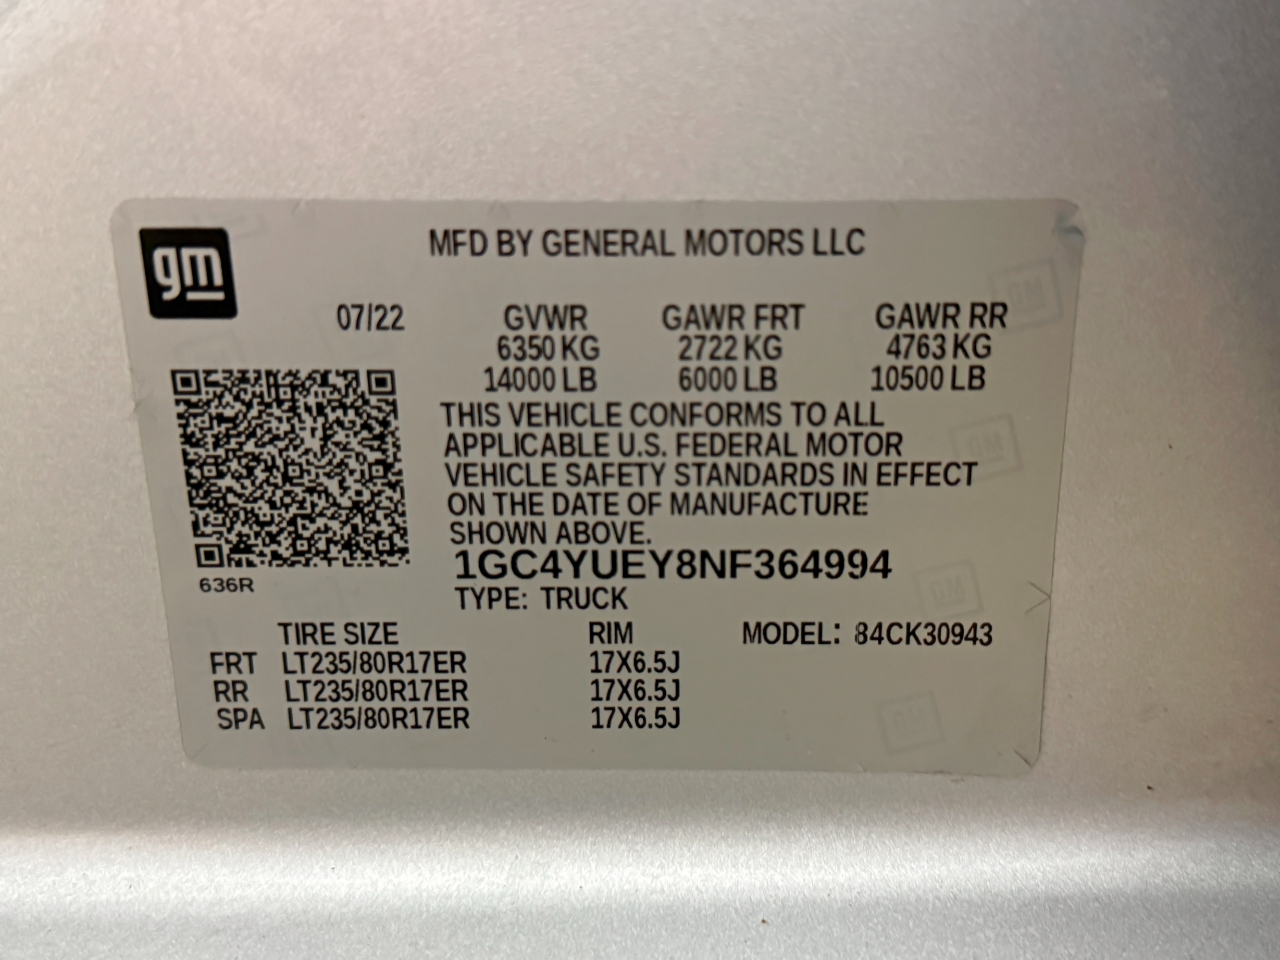 gm
MFD BY GENERAL MOTORS LLC
07/22 GVWR GAWR FRT GAWR RR
6350 KG 2722 KG 4763 KG
14000 LB 6000 LB 10500 LB
THIS VEHICLE CONFORMS TO ALL
APPLICABLE U.S. FEDERAL MOTOR
VEHICLE SAFETY STANDARDS IN EFFECT
ON THE DATE OF MANUFACTURE
SHOWN ABOVE.
1GC4YUEY8NF364994
636R
TYPE: TRUCK
TIRE SIZE RIM MODEL: 84CK30943
FRT LT235/80R17ER 17X6.5J
RR LT235/80R17ER 17X6.5J
SPA LT235/80R17ER 17X6.5J